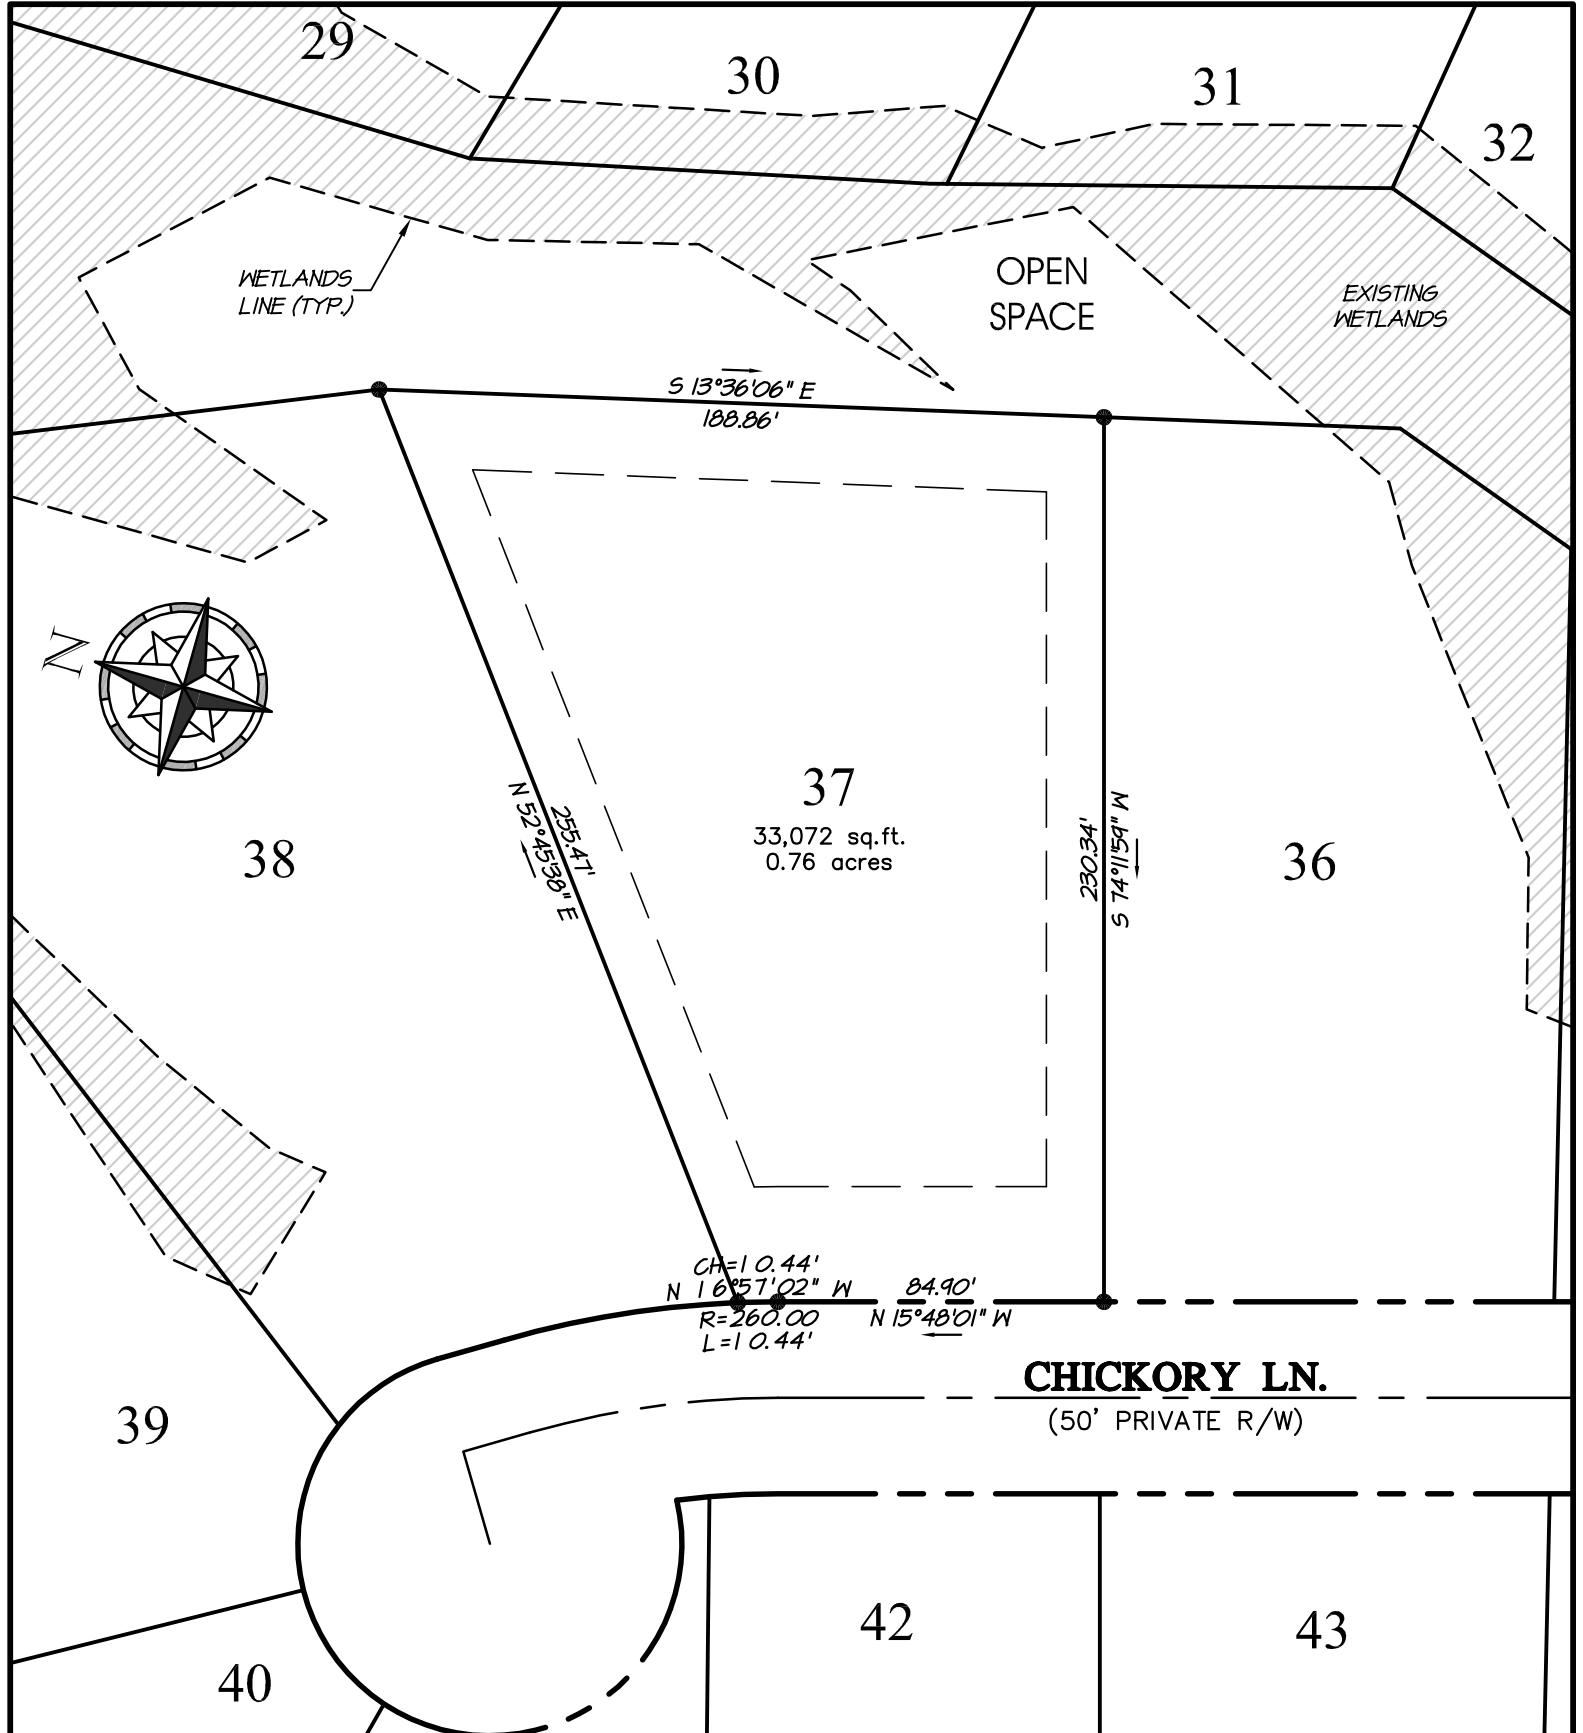 29
30
31
32
WETLANDS
LINE (TYP.)
OPEN
SPACE
EXISTING
WETLANDS
S 13°36'06" E
188.86'
N
37
33,072 sq.ft.
0.76 acres
38
255.47'
N 52°45'38" E
230.34'
S 74°11'59" W
36
CH=10.44'
N 16°57'02" W
R=260.00
L=10.44'
84.90'
N 15°48'01" W
CHICKORY LN.
(50' PRIVATE R/W)
39
42
43
40